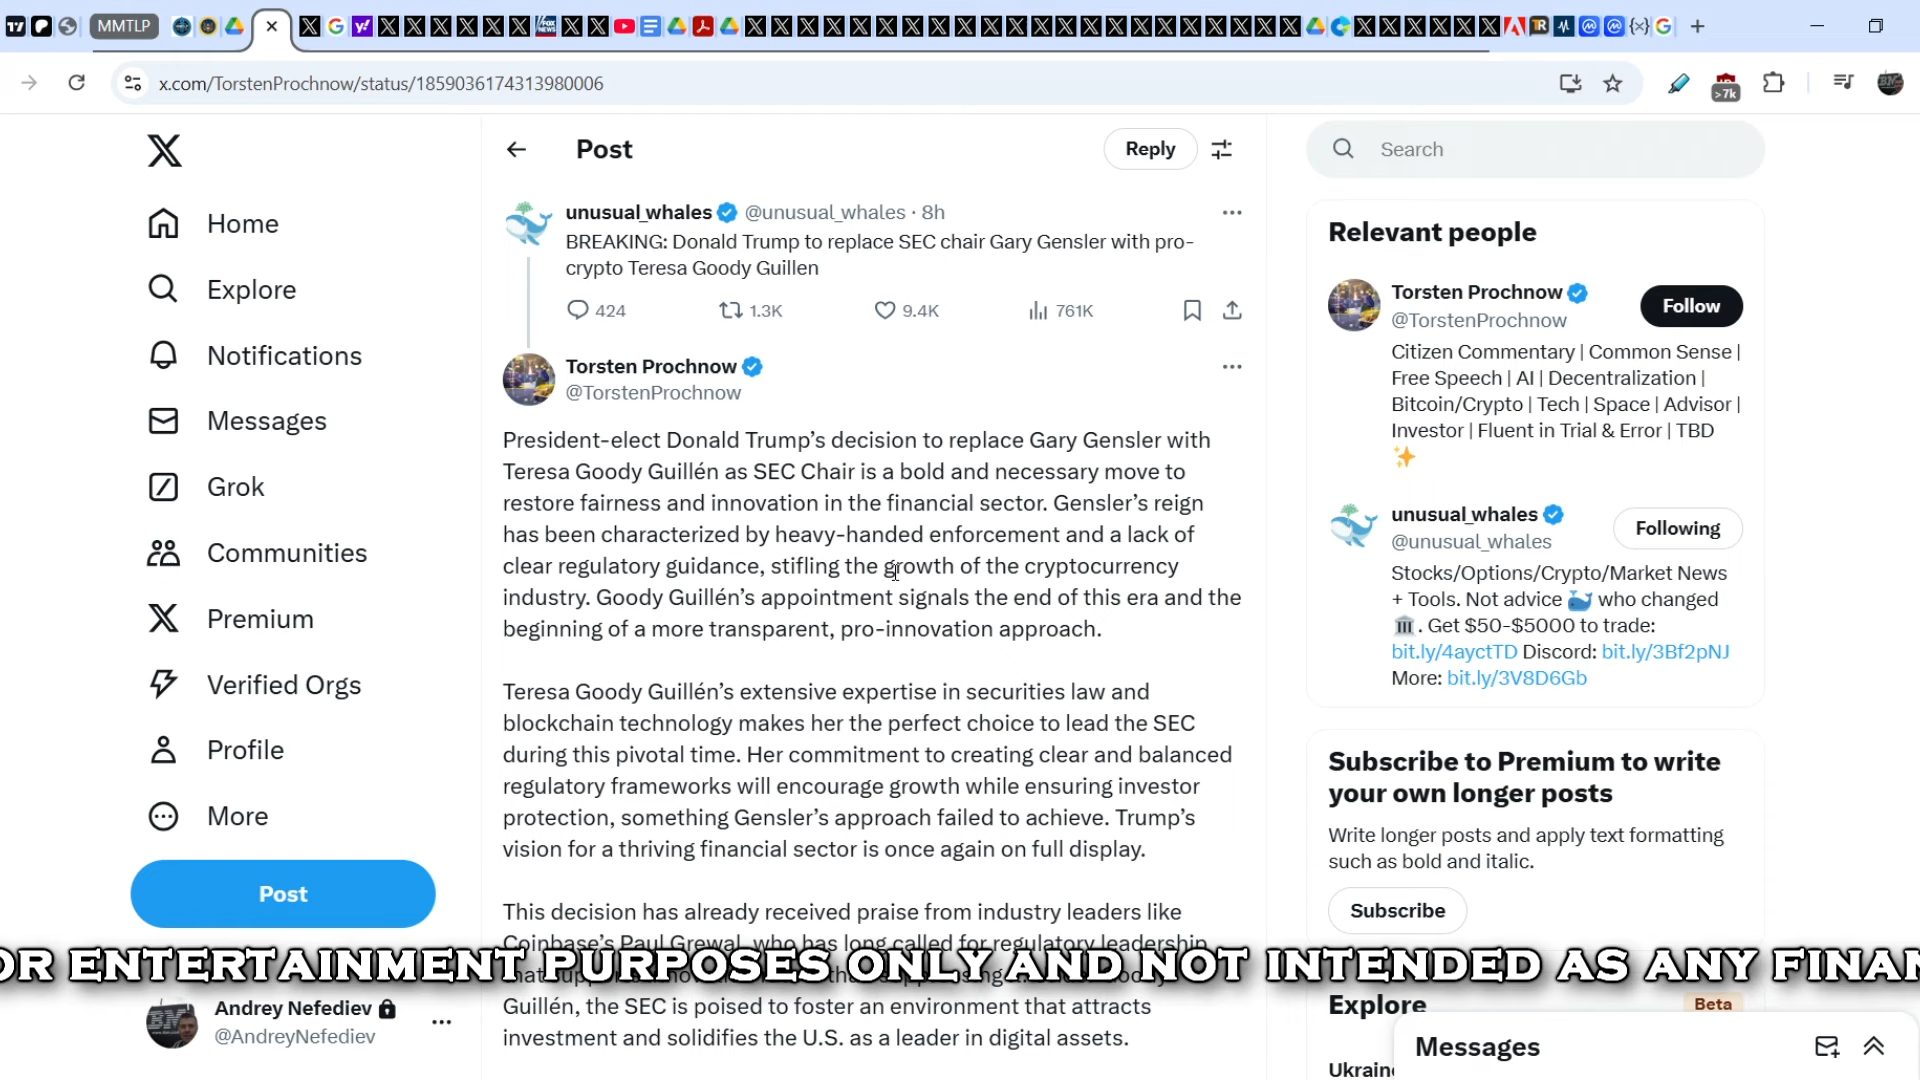 MMTLP
x.com/TorstenProchnow/status/1859036174313980006
>7k
Home
Explore
Notifications
Messages
Grok
Communities
Premium
Verified Orgs
Profile
More
Post
Andrey Nefediev
@AndreyNefediev
Post
Reply
unusual_whales @unusual_whales · 8h
BREAKING: Donald Trump to replace SEC chair Gary Gensler with pro-
crypto Teresa Goody Guillen
424 1.3K 9.4K 761K
Torsten Prochnow
@TorstenProchnow
President-elect Donald Trump’s decision to replace Gary Gensler with
Teresa Goody Guillén as SEC Chair is a bold and necessary move to
restore fairness and innovation in the financial sector. Gensler’s reign
has been characterized by heavy-handed enforcement and a lack of
clear regulatory guidance, stifling the growth of the cryptocurrency
industry. Goody Guillén’s appointment signals the end of this era and the
beginning of a more transparent, pro-innovation approach.
Teresa Goody Guillén’s extensive expertise in securities law and
blockchain technology makes her the perfect choice to lead the SEC
during this pivotal time. Her commitment to creating clear and balanced
regulatory frameworks will encourage growth while ensuring investor
protection, something Gensler’s approach failed to achieve. Trump’s
vision for a thriving financial sector is once again on full display.
This decision has already received praise from industry leaders like
Coinbase’s Paul Grewal, who has long called for regulatory leadership
Guillén, the SEC is poised to foster an environment that attracts
investment and solidifies the U.S. as a leader in digital assets.
OR ENTERTAINMENT PURPOSES ONLY AND NOT INTENDED AS ANY FINAN
Search
Relevant people
Torsten Prochnow
@TorstenProchnow
Follow
Citizen Commentary | Common Sense |
Free Speech | AI | Decentralization |
Bitcoin/Crypto | Tech | Space | Advisor |
Investor | Fluent in Trial & Error | TBD
✨
unusual_whales
@unusual_whales
Following
Stocks/Options/Crypto/Market News
+ Tools. Not advice 🐳 who changed
🏛. Get $50-$5000 to trade:
bit.ly/4ayctTD Discord: bit.ly/3Bf2pNJ
More: bit.ly/3V8D6Gb
Subscribe to Premium to write
your own longer posts
Write longer posts and apply text formatting
such as bold and italic.
Subscribe
Explore
Beta
Messages